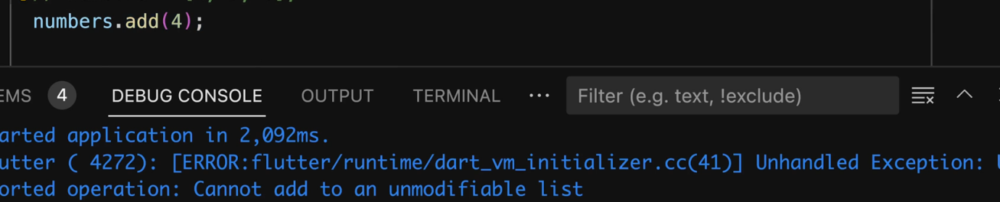 numbers.add(4);
EMS 4 DEBUG CONSOLE OUTPUT TERMINAL ... Filter (e.g. text, !exclude)
arted application in 2,092ms.
utter ( 4272): [ERROR:flutter/runtime/dart_vm_initializer.cc(41)] Unhandled Exception: U
orted operation: Cannot add to an unmodifiable list